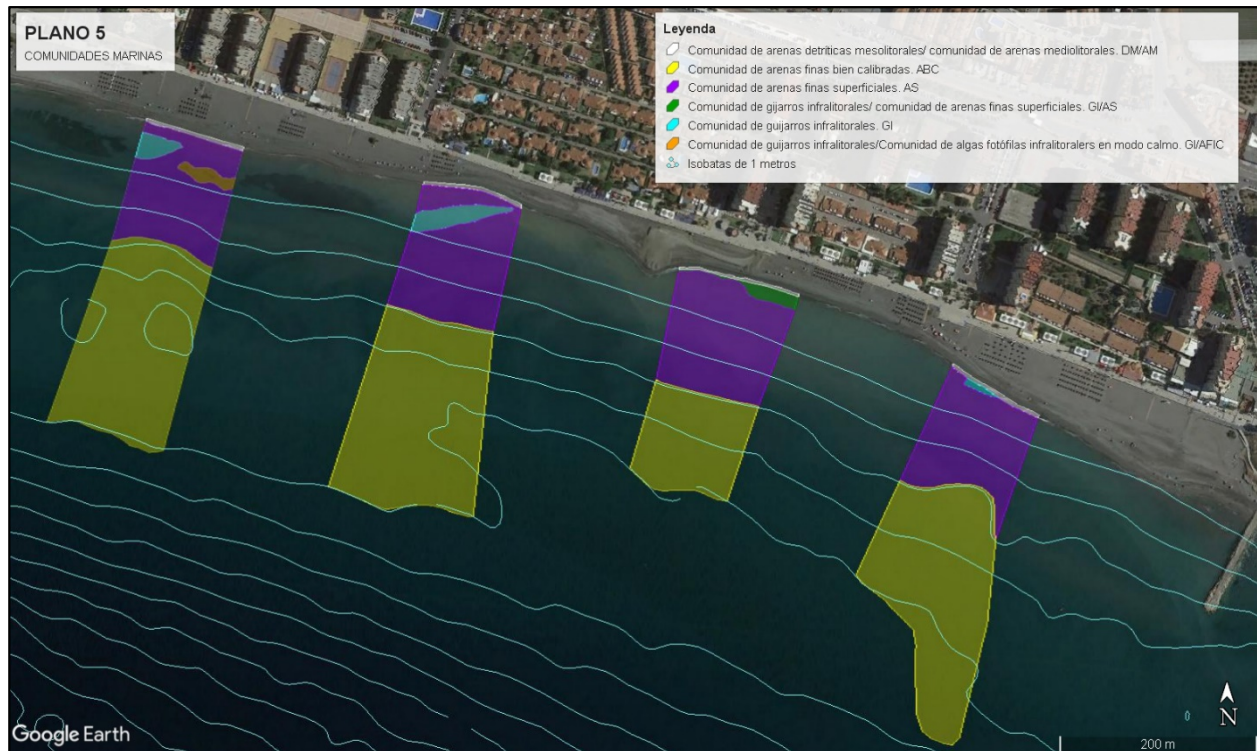 PLANO 5
COMUNIDADES MARINAS
Leyenda
Comunidad de arenas detríticas mesolitorales/ comunidad de arenas mediolitorales. DM/AM
Comunidad de arenas finas bien calibradas. ABC
Comunidad de arenas finas superficiales. AS
Comunidad de gijarros infralitorales/ comunidad de arenas finas superficiales. GI/AS
Comunidad de guijarros infralitorales. GI
Comunidad de guijarros infralitorales/Comunidad de algas fotófilas infralitoralers en modo calmo. GI/AFIC
Isobatas de 1 metros
N
Google Earth
200 m